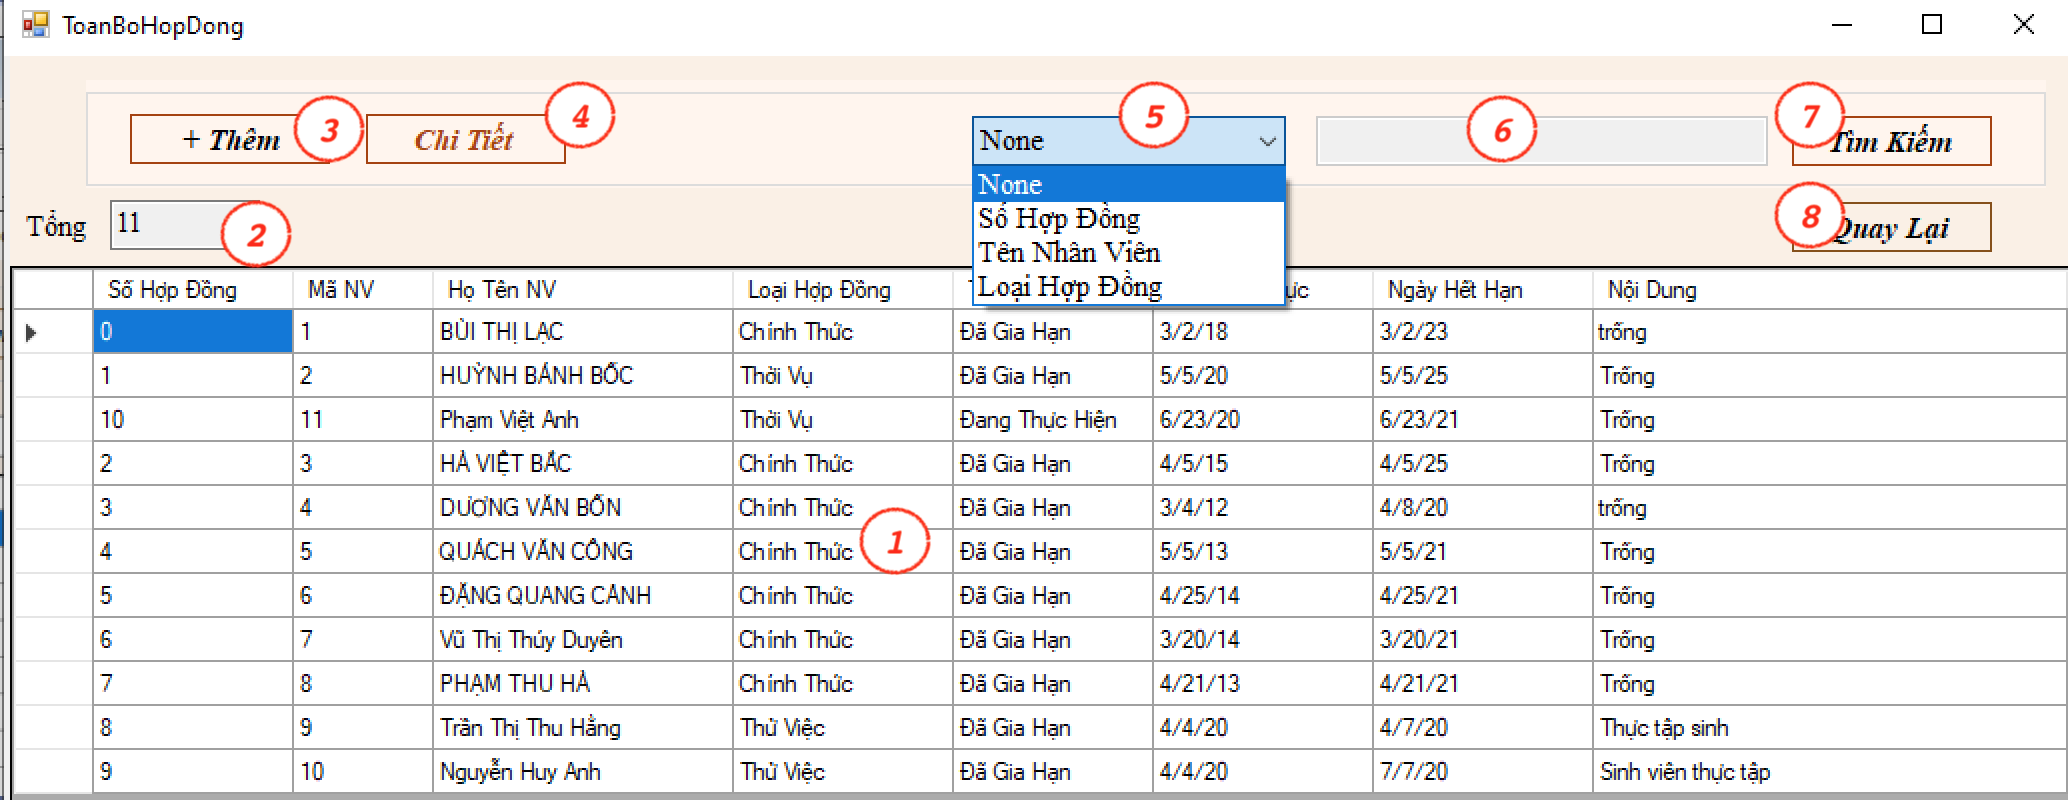 ToanBoHopDong
+ Thêm 3 Chi Tiết 4 None 5 6 7 Tìm Kiếm
None
Số Hợp Đồng
Tên Nhân Viên
Loại Hợp Đồng
Tổng 11 2 8 Quay Lại
Số Hợp Đồng Mã NV Họ Tên NV Loại Hợp Đồng Ngày Hết Hạn Nội Dung
0 1 BÙI THỊ LẠC Chính Thức Đã Gia Hạn 3/2/18 3/2/23 trống
1 2 HUỲNH BÁNH BỐC Thời Vụ Đã Gia Hạn 5/5/20 5/5/25 Trống
10 11 Phạm Việt Anh Thời Vụ Đang Thực Hiện 6/23/20 6/23/21 Trống
2 3 HÀ VIỆT BẮC Chính Thức Đã Gia Hạn 4/5/15 4/5/25 Trống
3 4 DƯƠNG VĂN BỐN Chính Thức Đã Gia Hạn 3/4/12 4/8/20 trống
4 5 QUÁCH VĂN CÔNG Chính Thức 1 Đã Gia Hạn 5/5/13 5/5/21 Trống
5 6 ĐẶNG QUANG CẢNH Chính Thức Đã Gia Hạn 4/25/14 4/25/21 Trống
6 7 Vũ Thị Thúy Duyên Chính Thức Đã Gia Hạn 3/20/14 3/20/21 Trống
7 8 PHẠM THU HÀ Chính Thức Đã Gia Hạn 4/21/13 4/21/21 Trống
8 9 Trần Thị Thu Hằng Thử Việc Đã Gia Hạn 4/4/20 4/7/20 Thực tập sinh
9 10 Nguyễn Huy Anh Thử Việc Đã Gia Hạn 4/4/20 7/7/20 Sinh viên thực tập